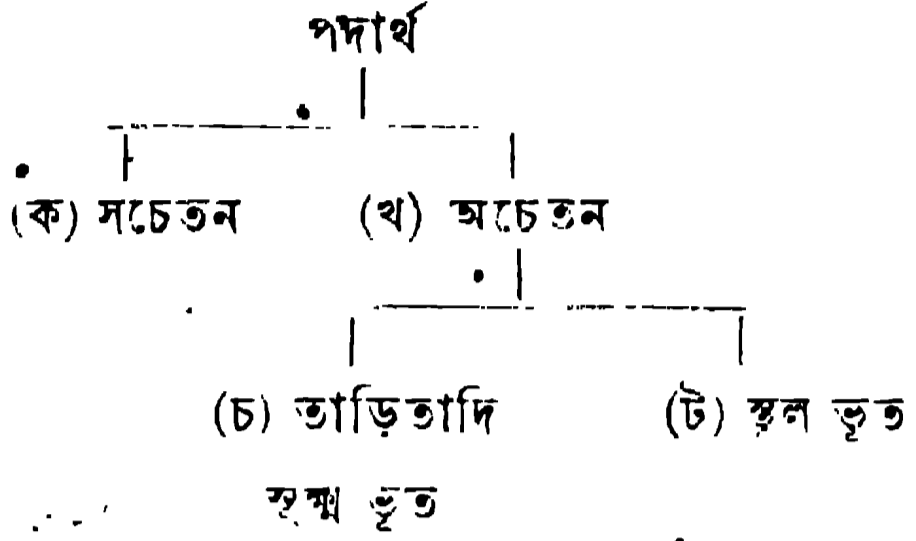 পদার্থ
(ক) সচেতন (খ) অচেতন
(চ) তাড়িতাদি (ট) স্থূল ভূত
সূক্ষ্ম ভূত